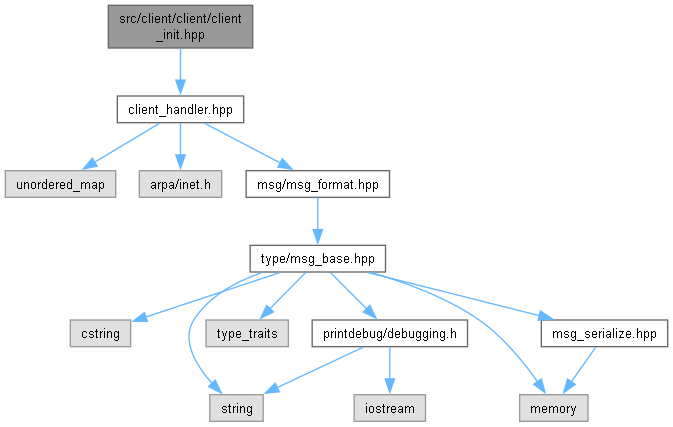 src/client/client/client
_init.hpp
client_handler.hpp
unordered_map
arpa/inet.h
msg/msg_format.hpp
type/msg_base.hpp
cstring
type_traits
printdebug/debugging.h
msg_serialize.hpp
string
iostream
memory